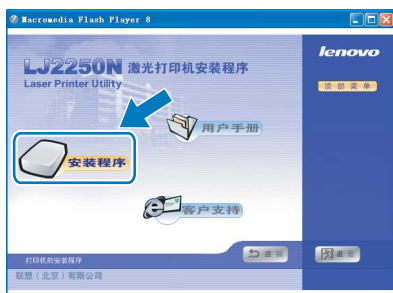 Macromedia Flash Player 8
lenovo
LJ2250N 激光打印机安装程序
Laser Printer Utility
顶部菜单
用户手册
安装程序
客户支持
返回
退出
打印机的安装程序
联想(北京)有限公司